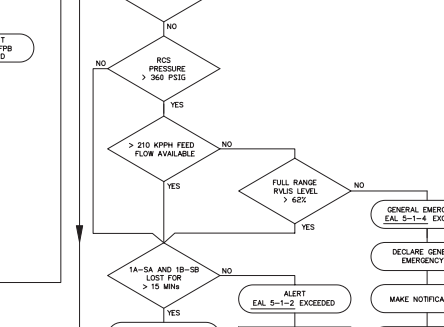 NO
T
FPB
D
RCS
PRESSURE
> 360 PSIG
NO
YES
> 210 KPPH FEED
FLOW AVAILABLE
NO
YES
FULL RANGE
RVLIS LEVEL
> 62%
NO
YES
GENERAL EMERG
EAL 5-1-4 EXC
DECLARE GENE
EMERGENCY
1A-SA AND 1B-SB
LOST FOR
> 15 MINs
NO
YES
ALERT
EAL 5-1-2 EXCEEDED
MAKE NOTIFICA